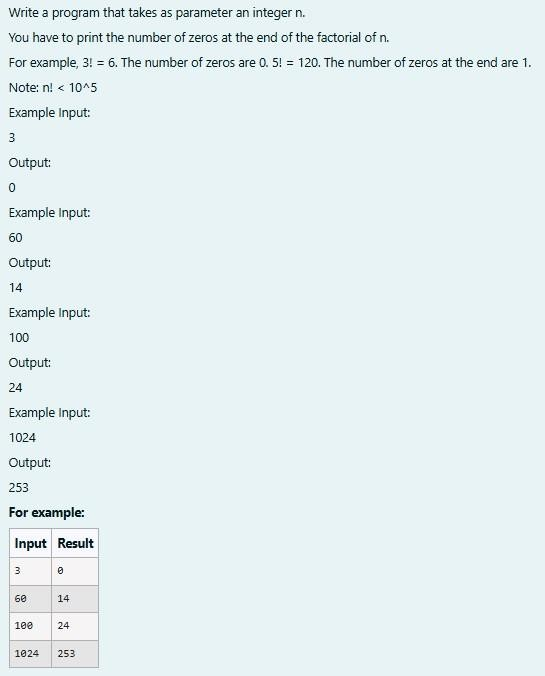 Write a program that takes as parameter an integer n.
You have to print the number of zeros at the end of the factorial of n.
For example, 3! = 6. The number of zeros are 0. 5! = 120. The number of zeros at the end are 1.
Note: n! < 10^5
Example Input:
3
Output:
0
Example Input:
60
Output:
14
Example Input:
100
Output:
24
Example Input:
1024
Output:
253
For example:
Input Result
3 0
60 14
100 24
1024 253